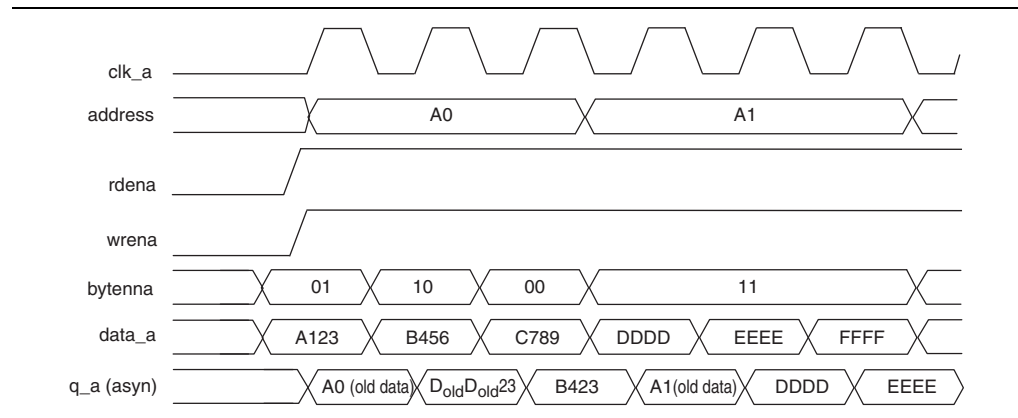 clk_a
address A0 A1
rdena
wrena
bytenna 01 10 00 11
data_a A123 B456 C789 DDDD EEEE FFFF
q_a (asyn) A0 (old data) DoldDold23 B423 A1(old data) DDDD EEEE